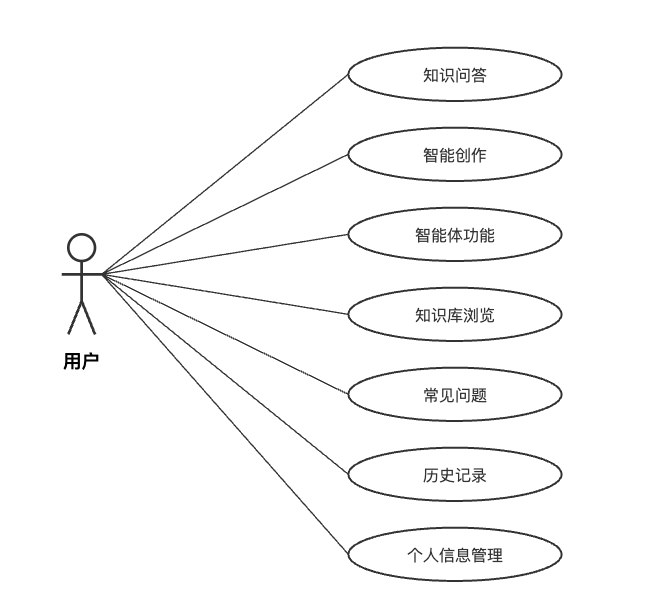 知识问答
智能创作
智能体功能
知识库浏览
用户
常见问题
历史记录
个人信息管理